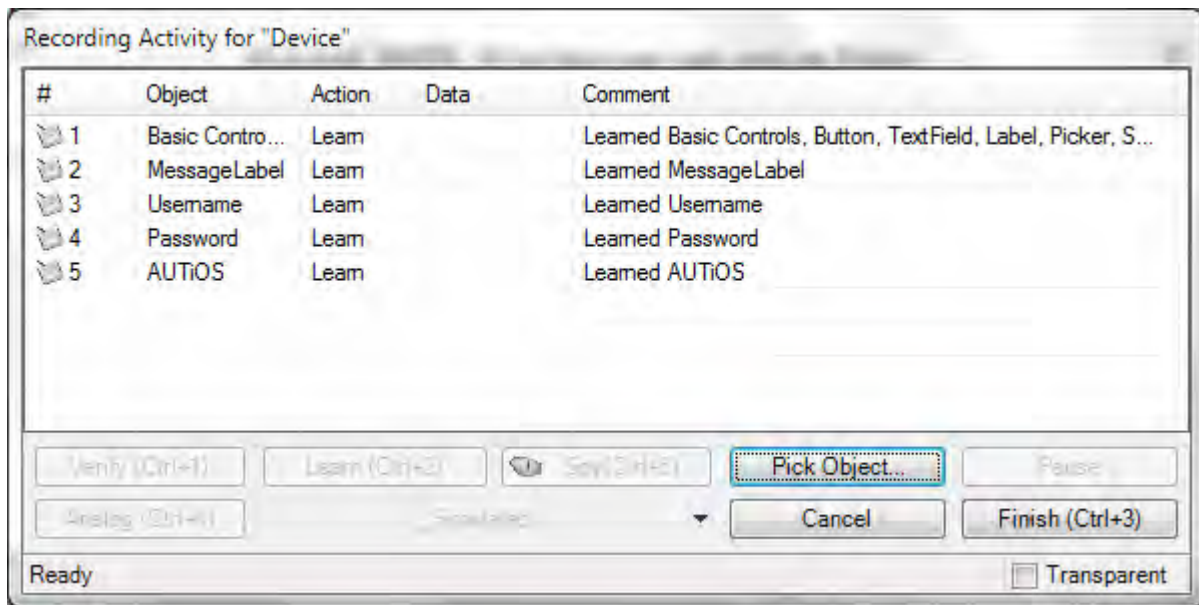 Recording Activity for "Device"
# Object Action Data Comment
1 Basic Contro... Learn Learned Basic Controls, Button, TextField, Label, Picker, S...
2 MessageLabel Learn Learned MessageLabel
3 Username Learn Learned Username
4 Password Learn Learned Password
5 AUTiOS Learn Learned AUTiOS
Verify (Ctrl+1) Learn (Ctrl+2) Pick Object... Pause
Analog Cancel Finish (Ctrl+3)
Ready Transparent